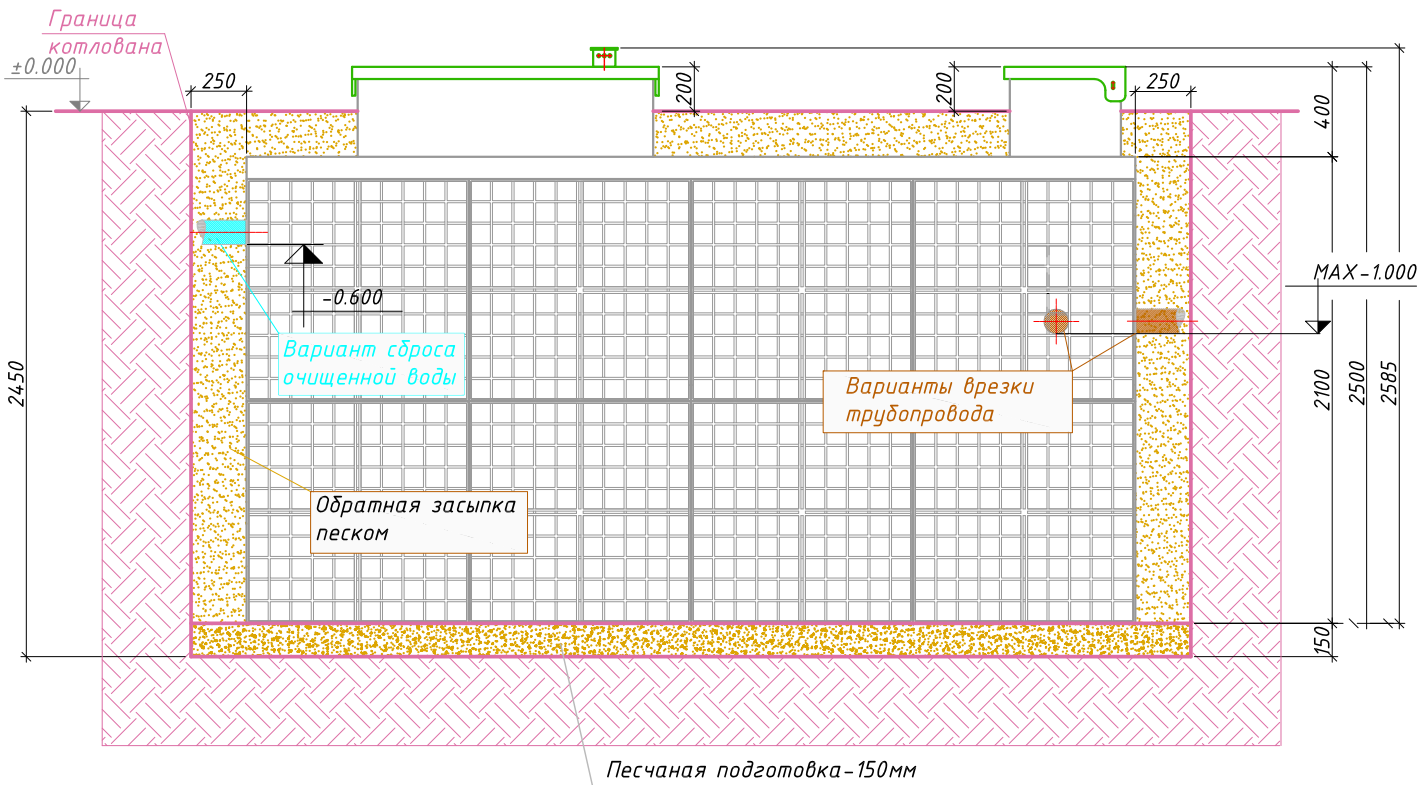 Граница
котлована
±0.000
250
200
200
250
400
MAX-1.000
-0.600
Вариант сброса
очищенной воды
Варианты врезки
трубопровода
2450
2100
2500
2585
Обратная засыпка
песком
150
Песчаная подготовка-150мм